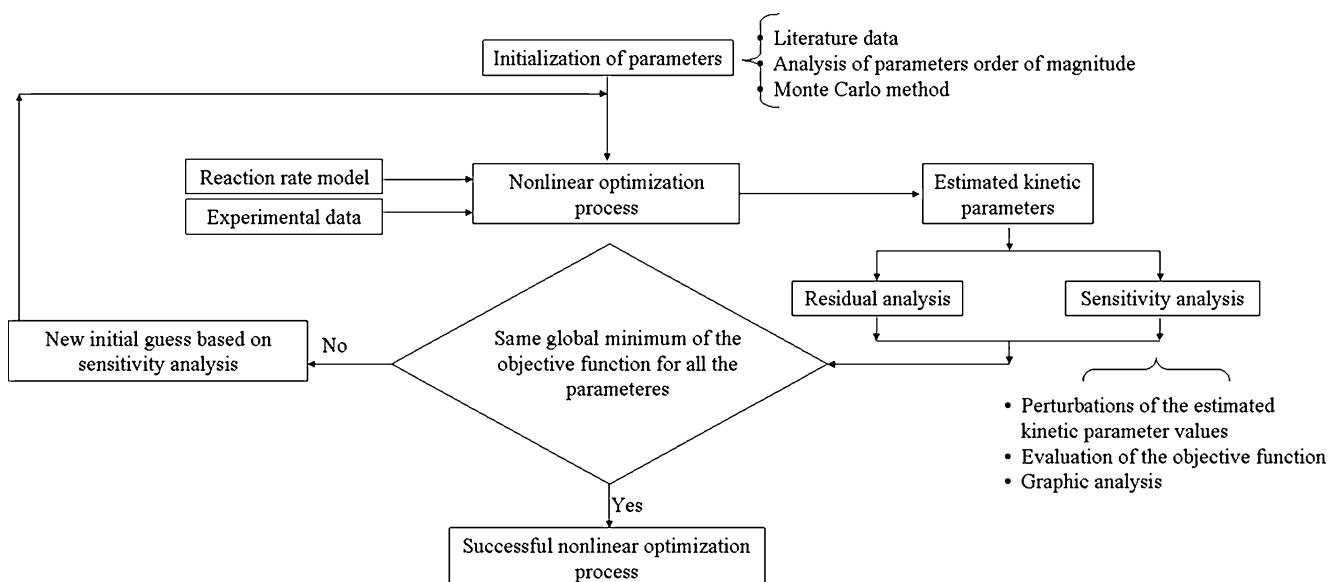 Initialization of parameters
• Literature data
• Analysis of parameters order of magnitude
• Monte Carlo method
Reaction rate model
Experimental data
Nonlinear optimization
process
Estimated kinetic
parameters
Residual analysis
Sensitivity analysis
New initial guess based on
sensitivity analysis
No
Same global minimum of the
objective function for all the
parameteres
• Perturbations of the estimated
kinetic parameter values
• Evaluation of the objective function
• Graphic analysis
Yes
Successful nonlinear optimization
process